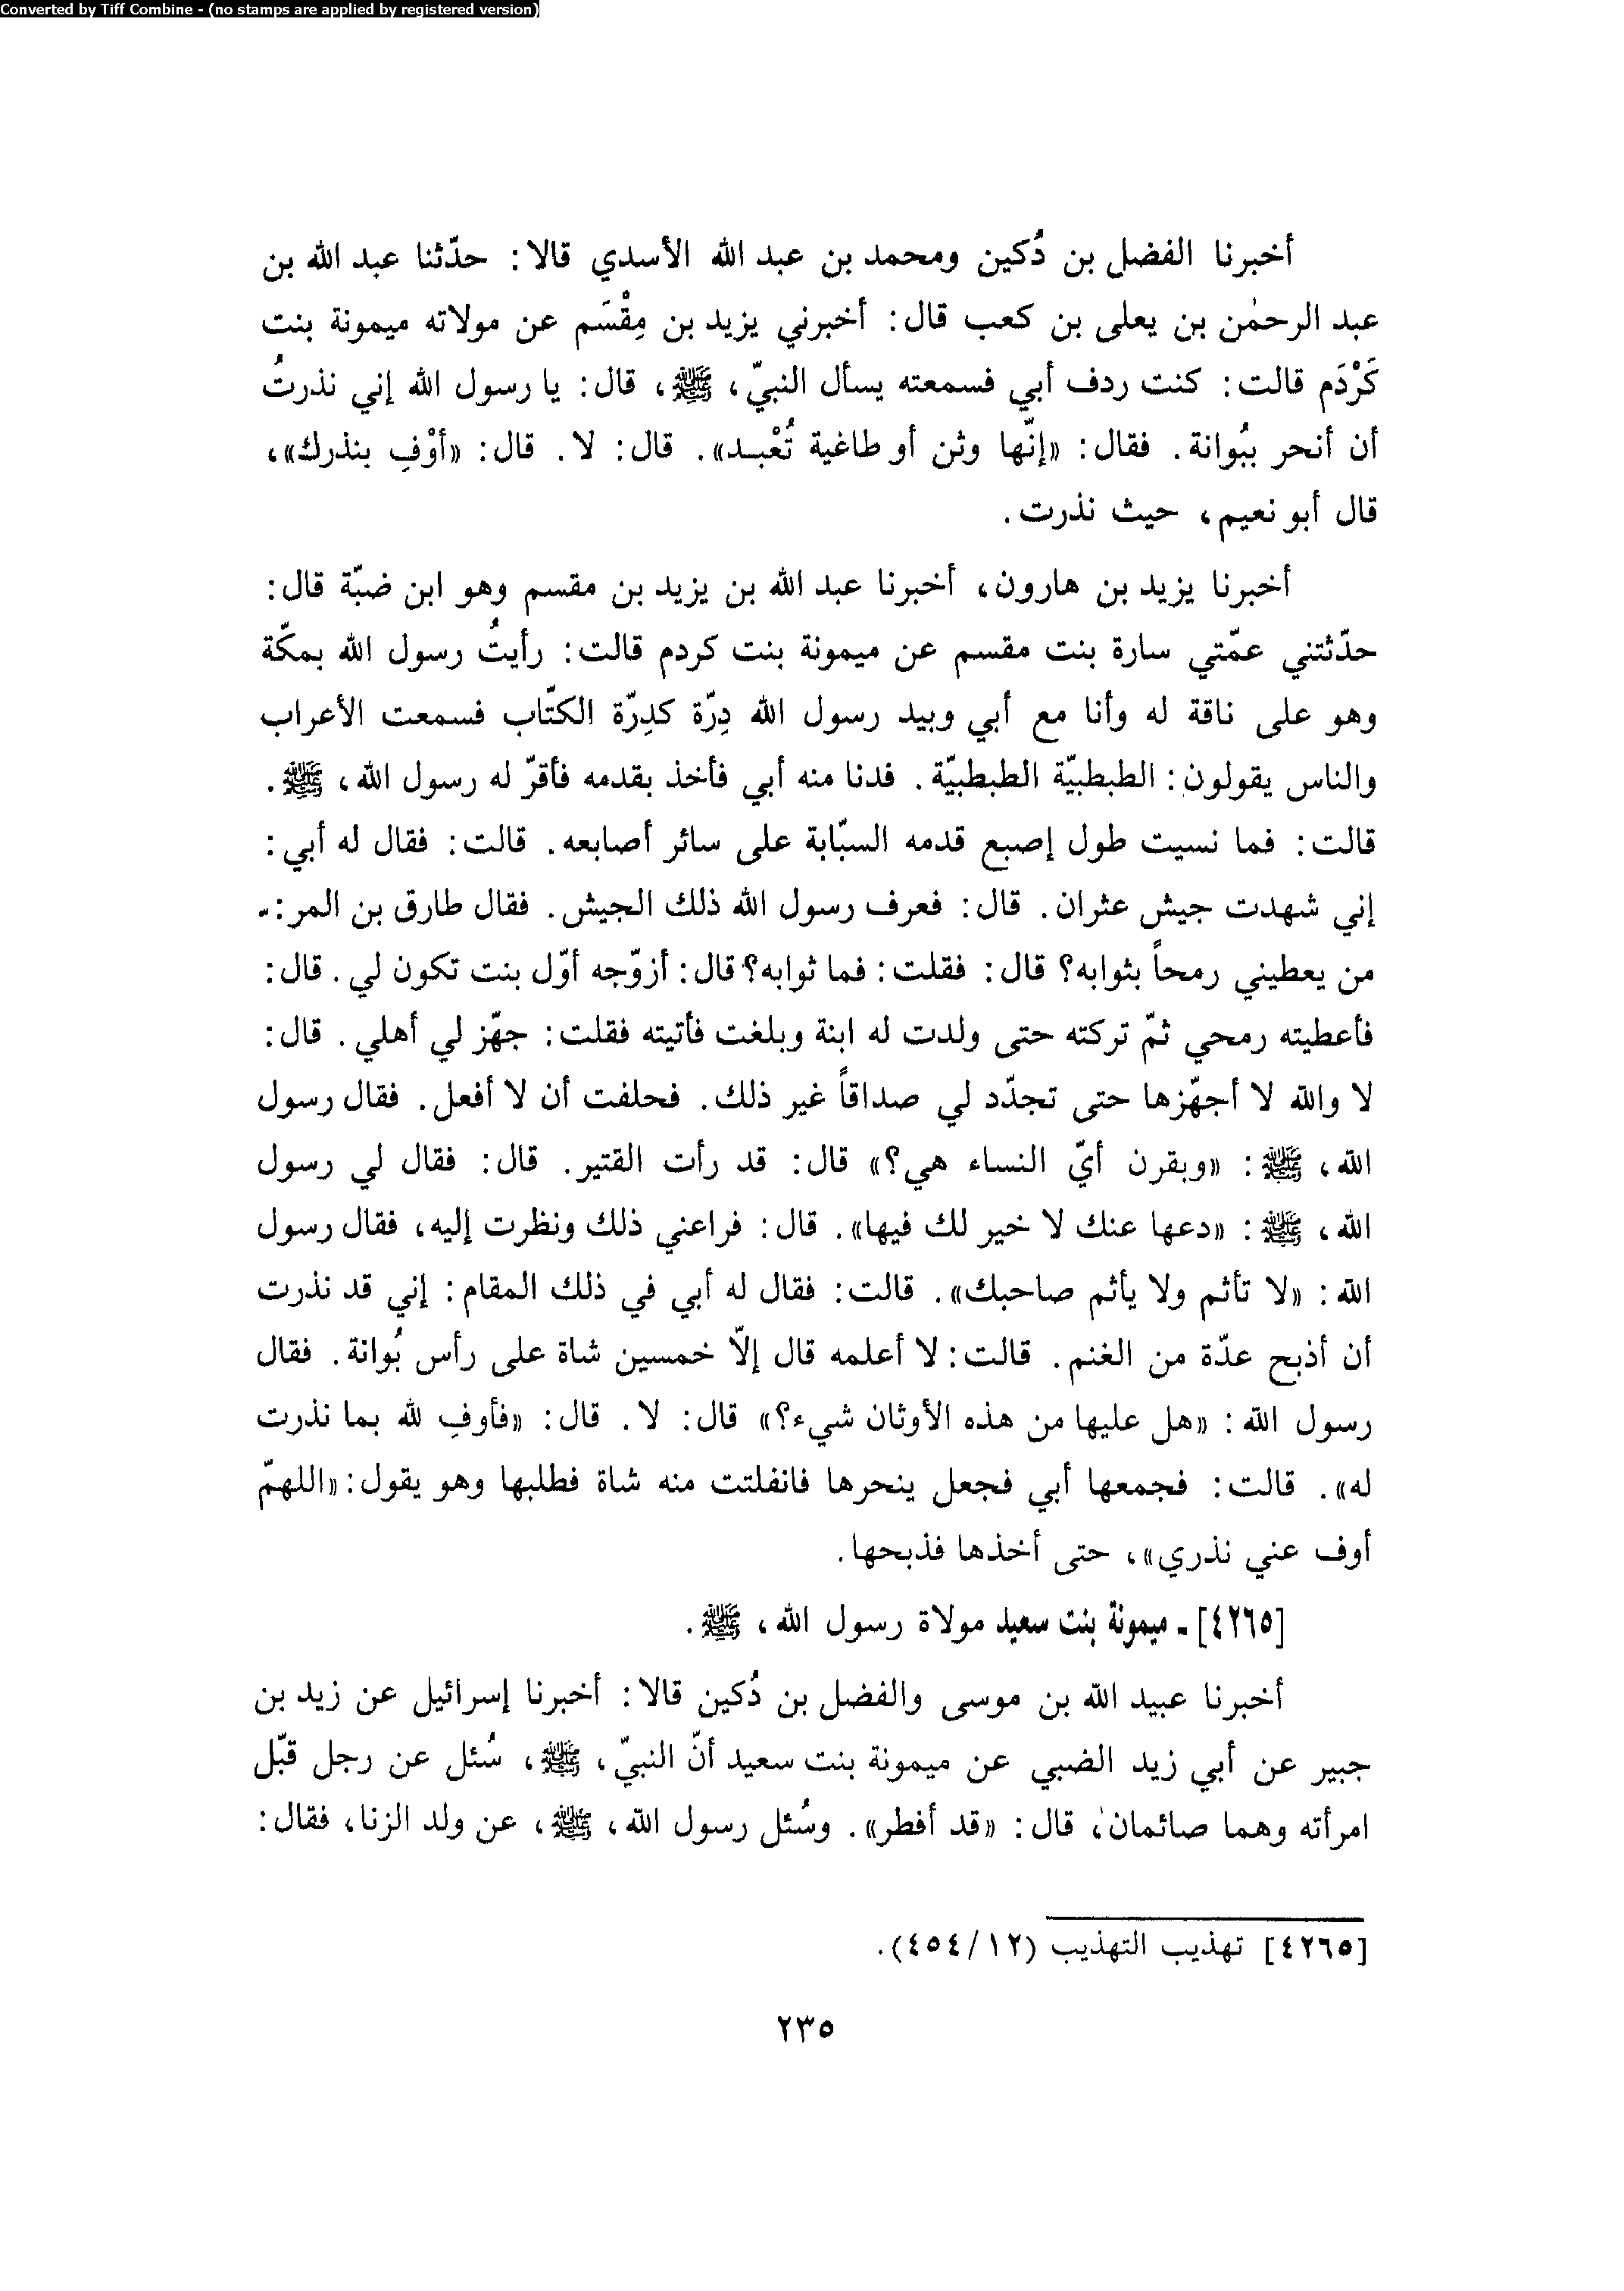 Converted by Tiff Combine - (no stamps are applied by registered version)
أخبرنا الفضل بن دُكين ومحمد بن عبد الله الأسدي قالا: حدّثنا عبد الله بن
عبد الرحمٰن بن يعلى بن كعب قال: أخبرني يزيد بن مِقْسَم عن مولاته ميمونة بنت
كَرْدَم قالت: كنت ردف أبي فسمعته يسأل النبيّ، ﷺ، قال: يا رسول الله إني نذرتُ
أن أنحر ببُوانة. فقال: «إنّها وثن أو طاغية تُعْبد». قال: لا. قال: «أوْفِ بنذرك»،
قال أبو نعيم، حيث نذرت.
أخبرنا يزيد بن هارون، أخبرنا عبد الله بن يزيد بن مقسم وهو ابن ضبّة قال:
حدّثتني عمّتي سارة بنت مقسم عن ميمونة بنت كردم قالت: رأيتُ رسول الله بمكّة
وهو على ناقة له وأنا مع أبي وبيد رسول الله دِرّة كدِرّة الكتّاب فسمعت الأعراب
والناس يقولون: الطبطبيّة الطبطبيّة. فدنا منه أبي فأخذ بقدمه فأقرّ له رسول الله، ﷺ.
قالت: فما نسيت طول إصبع قدمه السبّابة على سائر أصابعه. قالت: فقال له أبي:
إني شهدت جيش عثران. قال: فعرف رسول الله ذلك الجيش. فقال طارق بن المر:-
من يعطيني رمحاً بثوابه؟ قال: فقلت: فما ثوابه؟ قال: أزوّجه أوّل بنت تكون لي. قال:
فأعطيته رمحي ثمّ تركته حتى ولدت له ابنة وبلغت فأتيته فقلت: جهّز لي أهلي. قال:
لا والله لا أجهّزها حتى تجدّد لي صداقاً غير ذلك. فحلفت أن لا أفعل. فقال رسول
الله، ﷺ: «وبقرن أيّ النساء هي؟» قال: قد رأت القتير. قال: فقال لي رسول
الله، ﷺ: «دعها عنك لا خير لك فيها». قال: فراعني ذلك ونظرت إليه، فقال رسول
الله: «لا تأثم ولا يأثم صاحبك». قالت: فقال له أبي في ذلك المقام: إني قد نذرت
أن أذبح عدّة من الغنم. قالت: لا أعلمه قال إلّا خمسين شاة على رأس بُوانة. فقال
رسول الله: «هل عليها من هذه الأوثان شيء؟» قال: لا. قال: «فأوفِ لله بما نذرت
له». قالت: فجمعها أبي فجعل ينحرها فانفلتت منه شاة فطلبها وهو يقول: «اللهمّ
أوف عني نذري»، حتى أخذها فذبحها.
[٤٢٦٥] - ميمونة بنت سعيد مولاة رسول الله، ﷺ.
أخبرنا عبيد الله بن موسى والفضل بن دُكين قالا: أخبرنا إسرائيل عن زيد بن
جبير عن أبي زيد الضبي عن ميمونة بنت سعيد أنّ النبيّ، ﷺ، سُئل عن رجل قبّل
امرأته وهما صائمان، قال: «قد أفطر». وسُئل رسول الله، ﷺ، عن ولد الزنا، فقال:
[٤٢٦٥] تهذيب التهذيب (٤٥٤/١٢).
٢٣٥